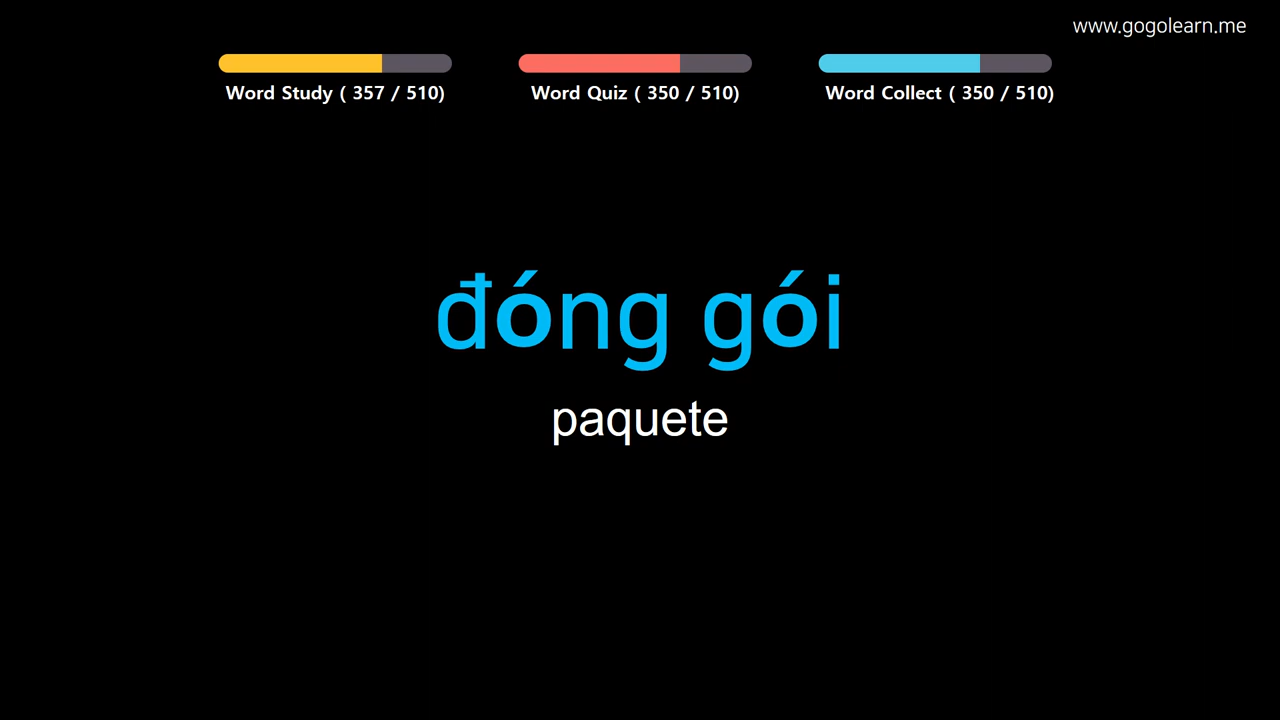 www.gogolearn.me
Word Study ( 357 / 510)
Word Quiz ( 350 / 510)
Word Collect ( 350 / 510)
đóng gói
paquete